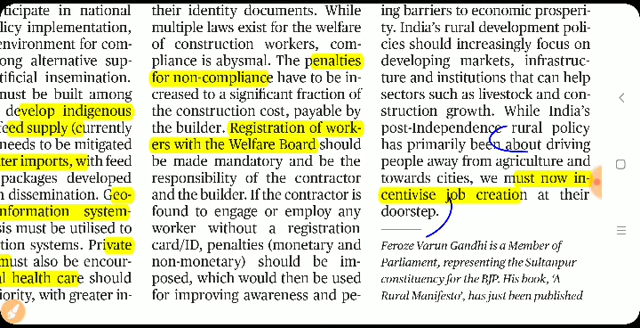 ticipate in national
licy implementation,
environment for com-
ong alternative sup-
tificial insemination.
must be built among
develop indigenous
feed supply (currently
needs to be mitigated
ter imports, with feed
packages developed
n dissemination. Geo-
information system-
sis must be utilised to
tion systems. Private
must also be encour-
l health care should
iority, with greater in-
their identity documents. While
multiple laws exist for the welfare
of construction workers, com-
pliance is abysmal. The penalties
for non-compliance have to be in-
creased to a significant fraction of
the construction cost, payable by
the builder. Registration of work-
ers with the Welfare Board should
be made mandatory and be the
responsibility of the contractor
and the builder. If the contractor is
found to engage or employ any
worker without a registration
card/ID, penalties (monetary and
non-monetary) should be im-
posed, which would then be used
for improving awareness and pe-
ing barriers to economic prosperi-
ty. India's rural development poli-
cies should increasingly focus on
developing markets, infrastruc-
ture and institutions that can help
sectors such as livestock and con-
struction growth. While India's
post-Independence rural policy
has primarily been about driving
people away from agriculture and
towards cities, we must now in-
centivise job creation at their
doorstep.
Feroze Varun Gandhi is a Member of
Parliament, representing the Sultanpur
constituency for the BJP. His book, 'A
Rural Manifesto', has just been published